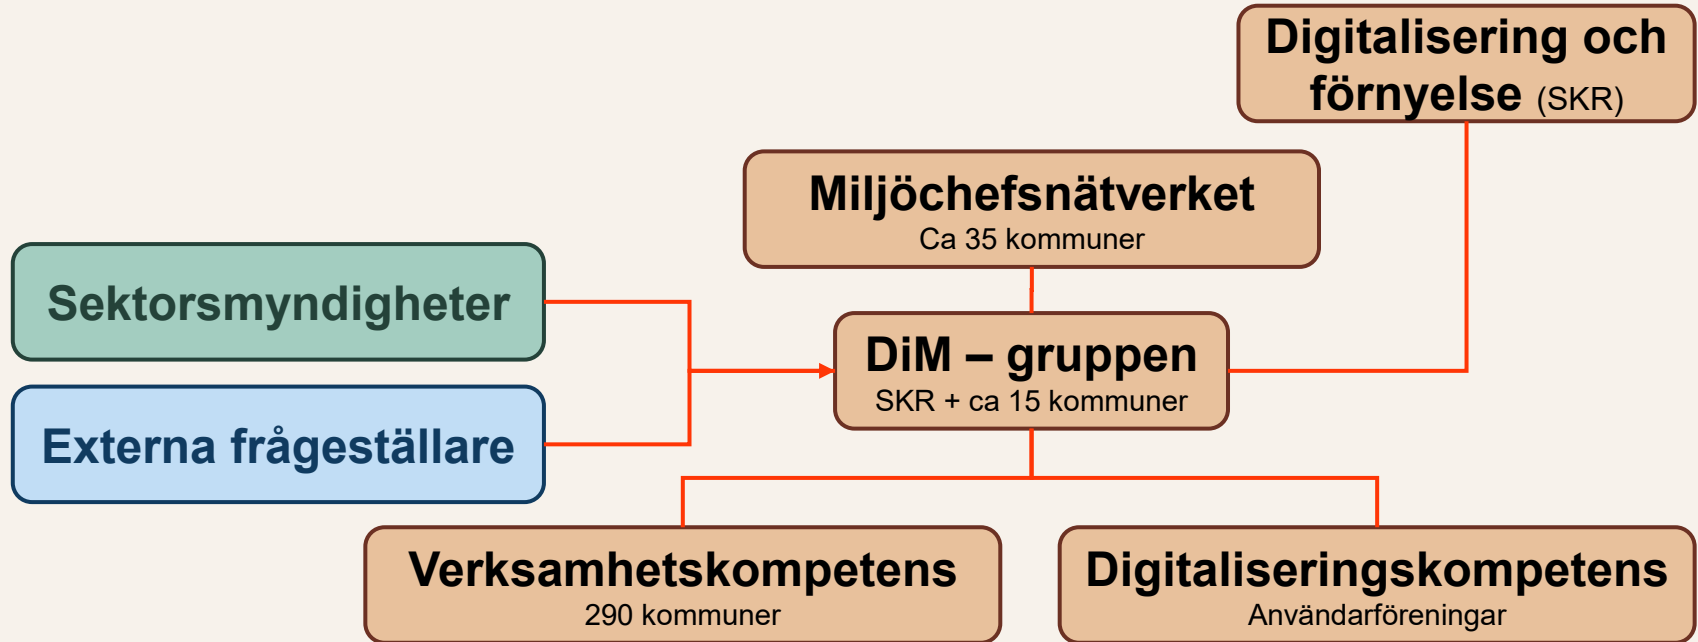 Digitalisering och
förnyelse (SKR)
Miljöchefsnätverket
Ca 35 kommuner
Sektorsmyndigheter
DiM – gruppen
SKR + ca 15 kommuner
Externa frågeställare
Verksamhetskompetens
290 kommuner
Digitaliseringskompetens
Användarföreningar